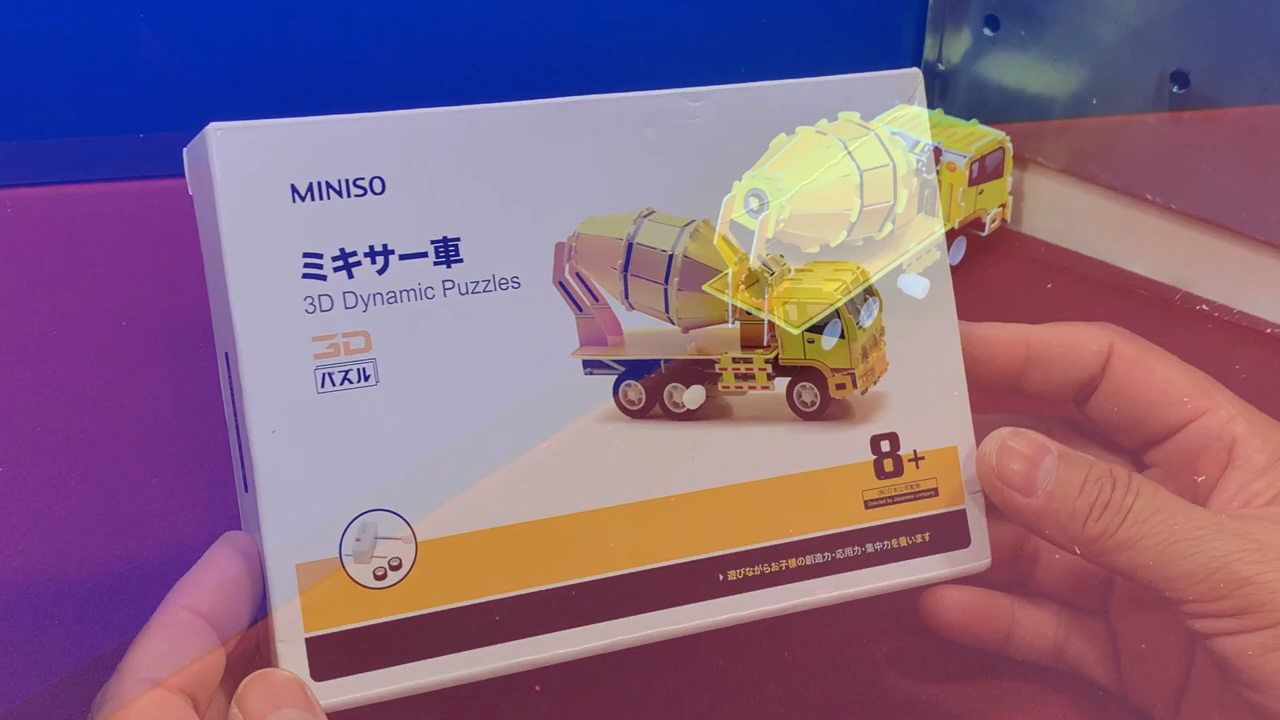 MINISO
ミキサー車
3D Dynamic Puzzles
3D
パズル
8+
Directed by Japanese company
遊びながらお子様の創造力・応用力・集中力を養います